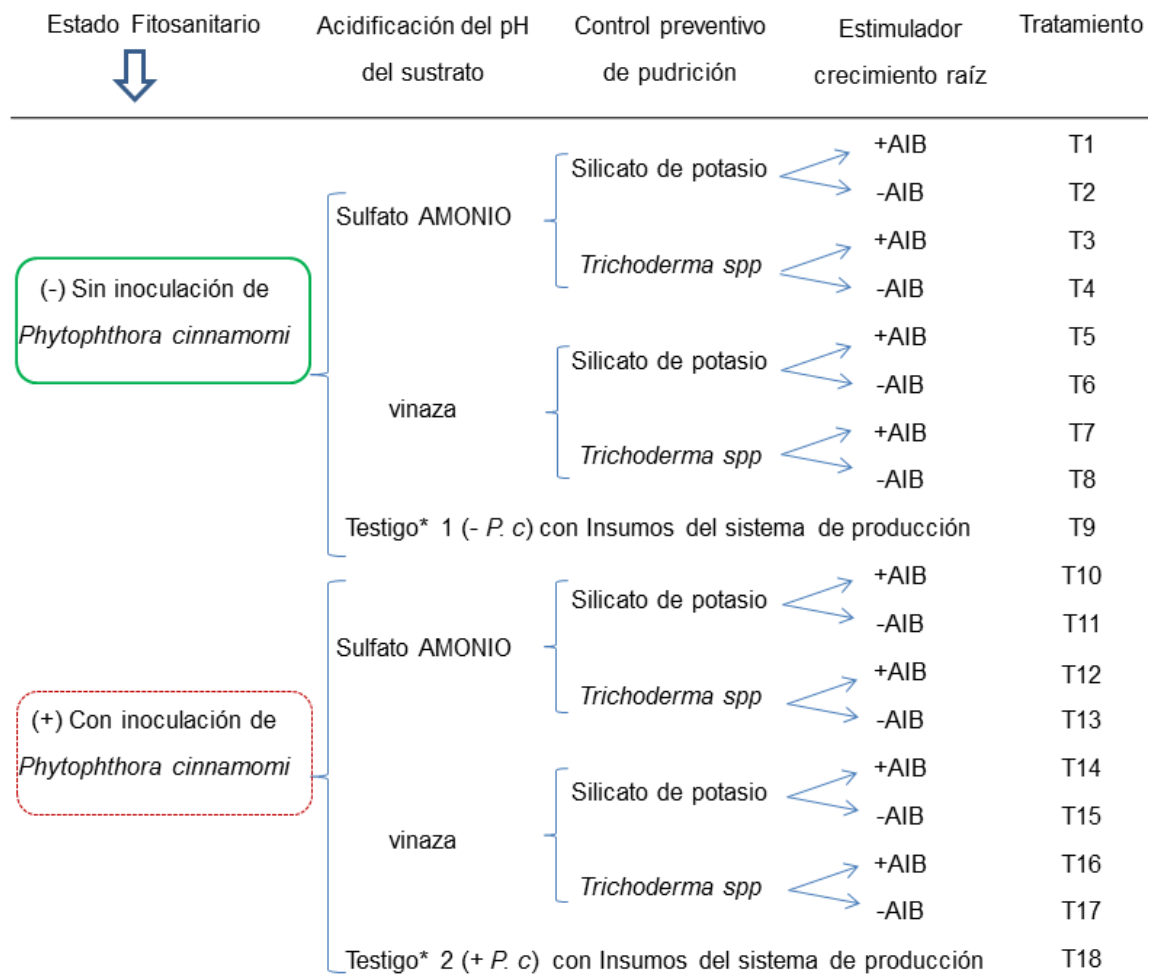 Estado Fitosanitario
Acidificación del pH
del sustrato
Control preventivo
de pudrición
Estimulador
crecimiento raíz
Tratamiento
(-) Sin inoculación de
Phytophthora cinnamomi
Sulfato AMONIO
Silicato de potasio
+AIB T1
-AIB T2
Trichoderma spp
+AIB T3
-AIB T4
vinaza
Silicato de potasio
+AIB T5
-AIB T6
Trichoderma spp
+AIB T7
-AIB T8
Testigo* 1 (- P. c) con Insumos del sistema de producción T9
(+) Con inoculación de
Phytophthora cinnamomi
Sulfato AMONIO
Silicato de potasio
+AIB T10
-AIB T11
Trichoderma spp
+AIB T12
-AIB T13
vinaza
Silicato de potasio
+AIB T14
-AIB T15
Trichoderma spp
+AIB T16
-AIB T17
Testigo* 2 (+ P. c) con Insumos del sistema de producción T18